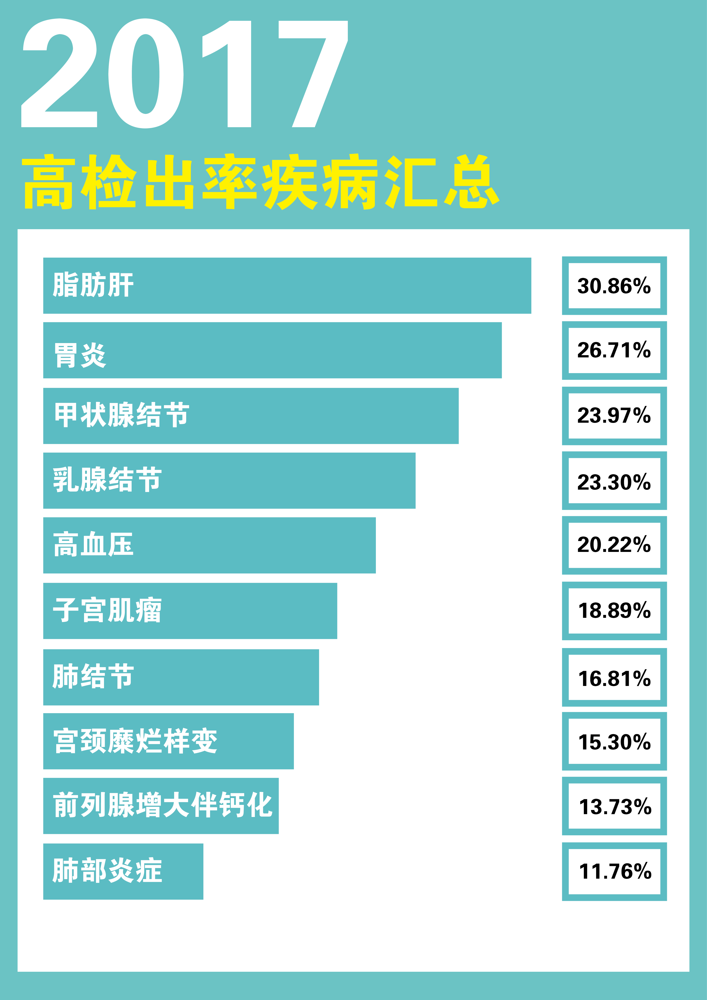 2017
高检出率疾病汇总
脂肪肝 30.86%
胃炎 26.71%
甲状腺结节 23.97%
乳腺结节 23.30%
高血压 20.22%
子宫肌瘤 18.89%
肺结节 16.81%
宫颈糜烂样变 15.30%
前列腺增大伴钙化 13.73%
肺部炎症 11.76%